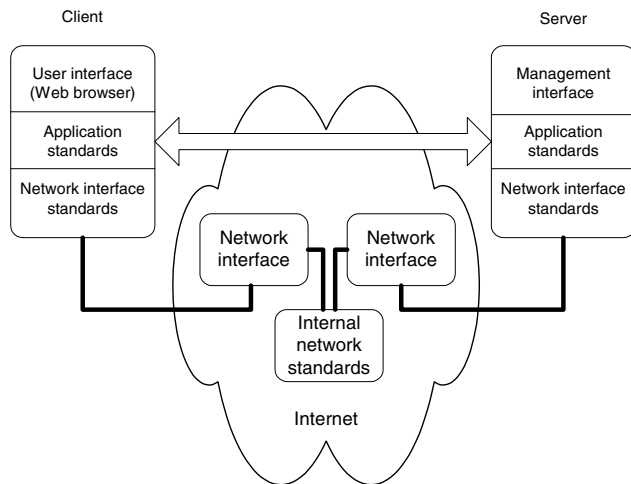 Client
Server
User interface
(Web browser)
Application
standards
Network interface
standards
Management
interface
Application
standards
Network interface
standards
Network
interface
Network
interface
Internal
network
standards
Internet